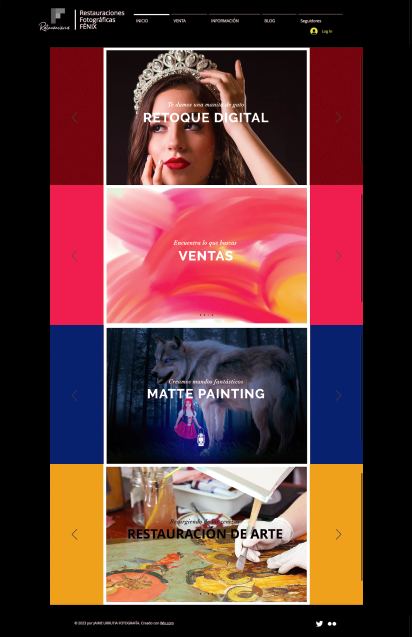 Restauraciones
Fotográficas
FÉNIX
INICIO
VENTA
INFORMACIÓN
BLOG
Seguidores
Log In
Te damos una manita de gato
RETOQUE DIGITAL
Encuentra lo que buscas
VENTAS
Creamos mundos fantásticos
MATTE PAINTING
RESTAURACIÓN DE ARTE
© 2023 por JAIME URRUTIA FOTOGRAFÍA. Creado con Wix.com